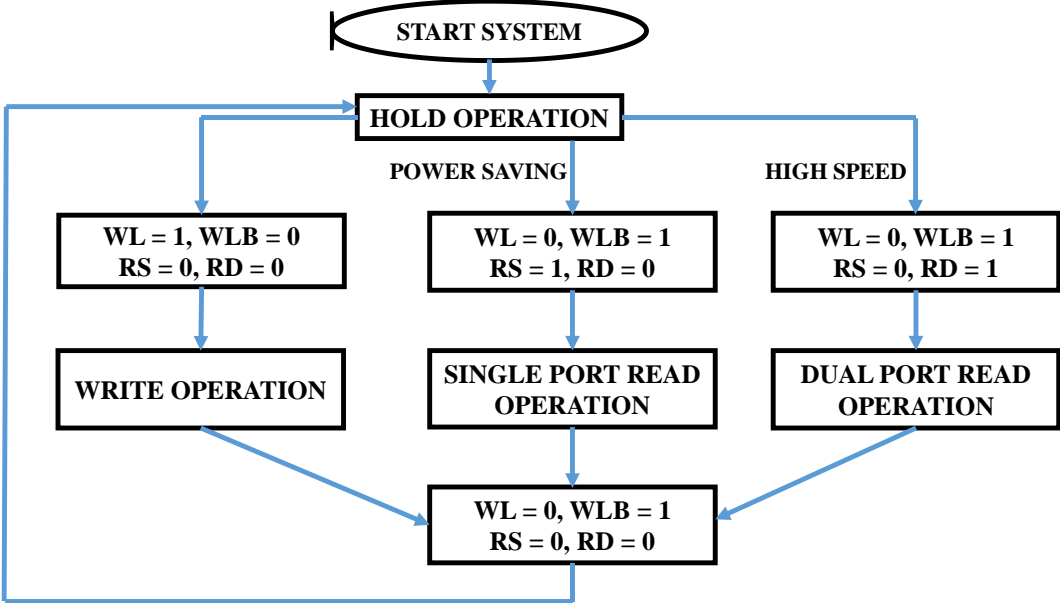 START SYSTEM
HOLD OPERATION
POWER SAVING
HIGH SPEED
WL = 1, WLB = 0
RS = 0, RD = 0
WL = 0, WLB = 1
RS = 1, RD = 0
WL = 0, WLB = 1
RS = 0, RD = 1
WRITE OPERATION
SINGLE PORT READ
OPERATION
DUAL PORT READ
OPERATION
WL = 0, WLB = 1
RS = 0, RD = 0